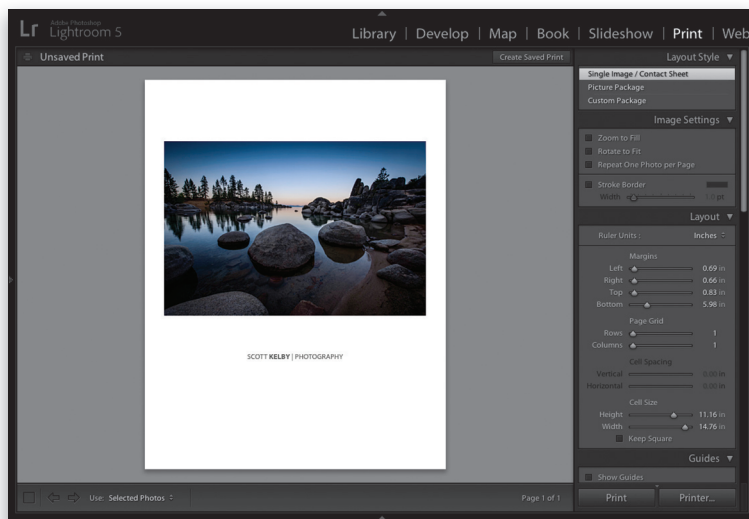 Lr Adobe Photoshop
Lightroom 5
Library | Develop | Map | Book | Slideshow | Print | Web
Unsaved Print
Create Saved Print
SCOTT KELBY | PHOTOGRAPHY
Use: Selected Photos
Page 1 of 1
Layout Style
Single Image / Contact Sheet
Picture Package
Custom Package
Image Settings
Zoom to Fill
Rotate to Fit
Repeat One Photo per Page
Stroke Border
Width 1.0 pt
Layout
Ruler Units : Inches
Margins
Left 0.69 in
Right 0.66 in
Top 0.83 in
Bottom 5.98 in
Page Grid
Rows 1
Columns 1
Cell Spacing
Vertical 0.00 in
Horizontal 0.00 in
Cell Size
Height 11.16 in
Width 14.76 in
Keep Square
Guides
Show Guides
Print
Printer...